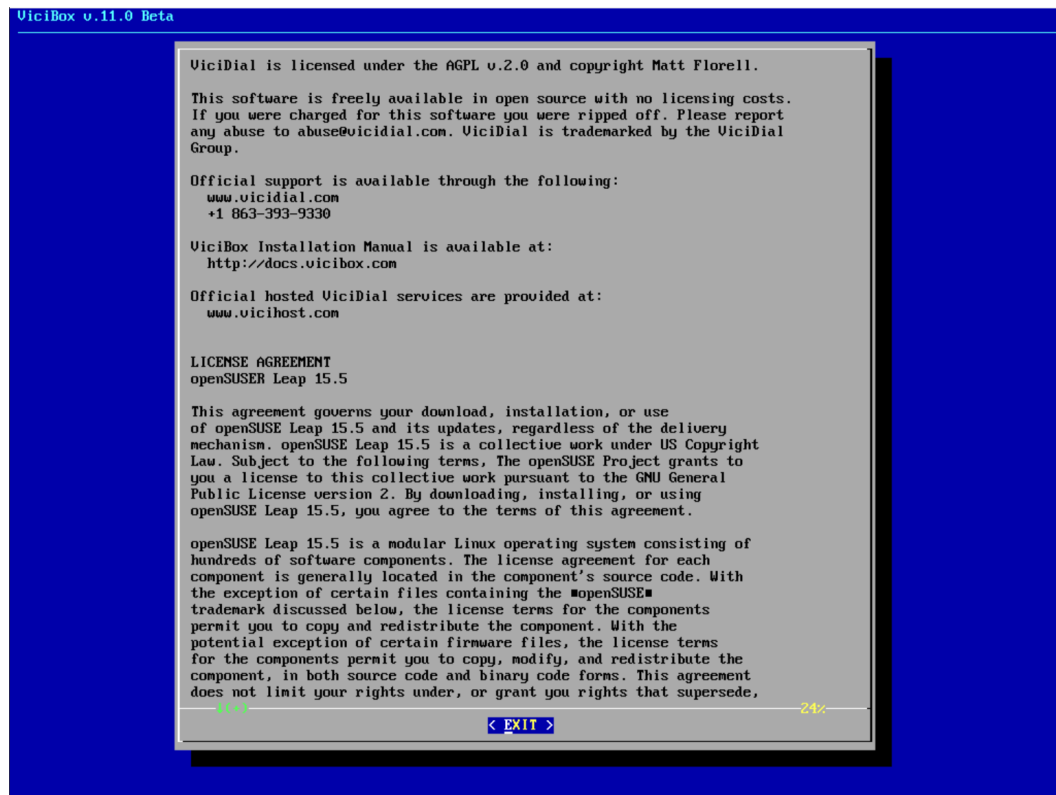 ViciBox v.11.0 Beta
ViciDial is licensed under the AGPL v.2.0 and copyright Matt Florell.
This software is freely available in open source with no licensing costs.
If you were charged for this software you were ripped off. Please report
any abuse to abuse@vicidial.com. ViciDial is trademarked by the ViciDial
Group.
Official support is available through the following:
www.vicidial.com
+1 863-393-9330
ViciBox Installation Manual is available at:
http://docs.vicibox.com
Official hosted ViciDial services are provided at:
www.vicihost.com
LICENSE AGREEMENT
openSUSER Leap 15.5
This agreement governs your download, installation, or use
of openSUSE Leap 15.5 and its updates, regardless of the delivery
mechanism. openSUSE Leap 15.5 is a collective work under US Copyright
Law. Subject to the following terms, The openSUSE Project grants to
you a license to this collective work pursuant to the GNU General
Public License version 2. By downloading, installing, or using
openSUSE Leap 15.5, you agree to the terms of this agreement.
openSUSE Leap 15.5 is a modular Linux operating system consisting of
hundreds of software components. The license agreement for each
component is generally located in the component's source code. With
the exception of certain files containing the ■openSUSE■
trademark discussed below, the license terms for the components
permit you to copy and redistribute the component. With the
potential exception of certain firmware files, the license terms
for the components permit you to copy, modify, and redistribute the
component, in both source code and binary code forms. This agreement
does not limit your rights under, or grant you rights that supersede,
↓(+) 24%
< EXIT >